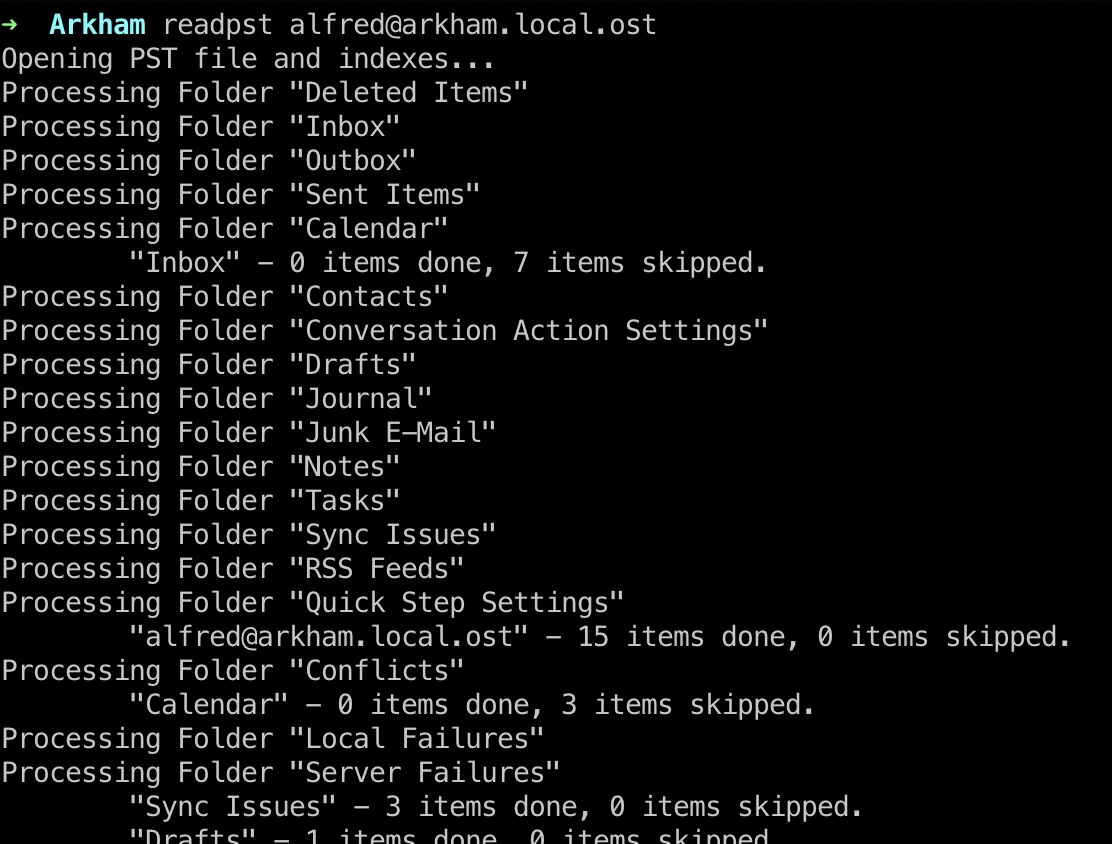 → Arkham readpst alfred@arkham.local.ost
Opening PST file and indexes...
Processing Folder "Deleted Items"
Processing Folder "Inbox"
Processing Folder "Outbox"
Processing Folder "Sent Items"
Processing Folder "Calendar"
"Inbox" - 0 items done, 7 items skipped.
Processing Folder "Contacts"
Processing Folder "Conversation Action Settings"
Processing Folder "Drafts"
Processing Folder "Journal"
Processing Folder "Junk E-Mail"
Processing Folder "Notes"
Processing Folder "Tasks"
Processing Folder "Sync Issues"
Processing Folder "RSS Feeds"
Processing Folder "Quick Step Settings"
"alfred@arkham.local.ost" - 15 items done, 0 items skipped.
Processing Folder "Conflicts"
"Calendar" - 0 items done, 3 items skipped.
Processing Folder "Local Failures"
Processing Folder "Server Failures"
"Sync Issues" - 3 items done, 0 items skipped.
"Drafts" - 1 items done, 0 items skipped.